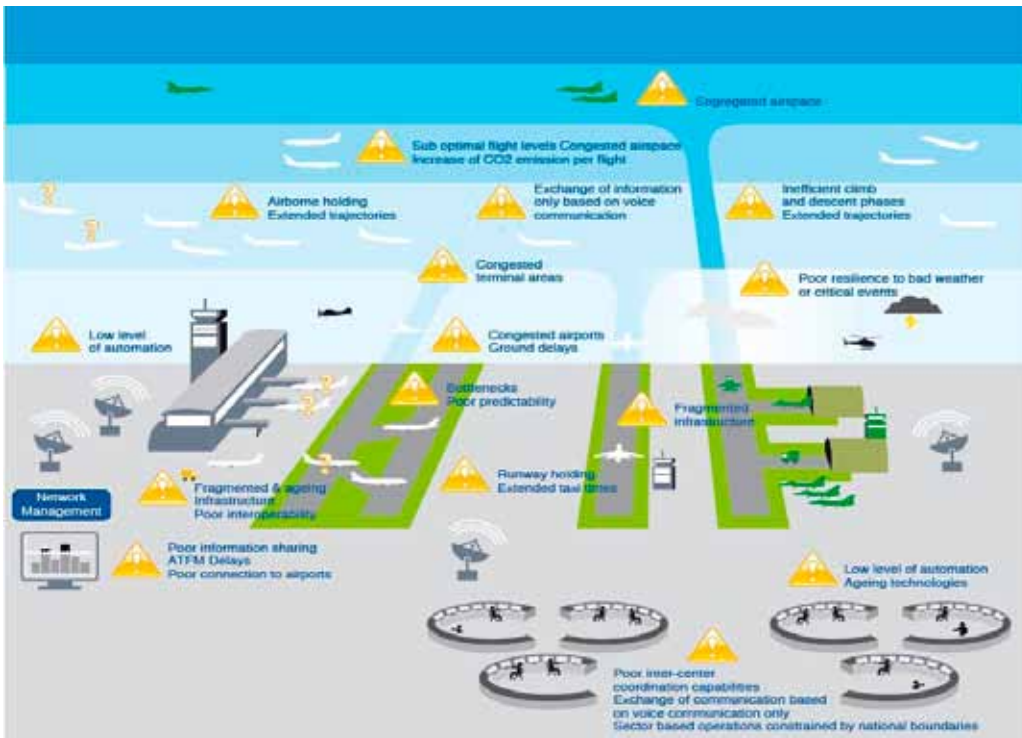 Segregated airspace
Sub optimal flight levels Congested airspace
Increase of CO2 emission per flight
Airborne holding
Extended trajectories
Exchange of information
only based on voice
communication
Inefficient climb
and descent phases
Extended trajectories
Congested
terminal areas
Poor resilience to bad weather
or critical events
Low level
of automation
Congested airports
Ground delays
Bottlenecks
Poor predictability
Fragmented
infrastructure
Fragmented & ageing
Infrastructure
Poor interoperability
Runway holding
Extended taxi times
Network
Management
Poor information sharing
ATFM Delays
Poor connection to airports
Low level of automation
Ageing technologies
Poor inter-center
coordination capabilities
Exchange of communication based
on voice communication only
Sector based operations constrained by national boundaries